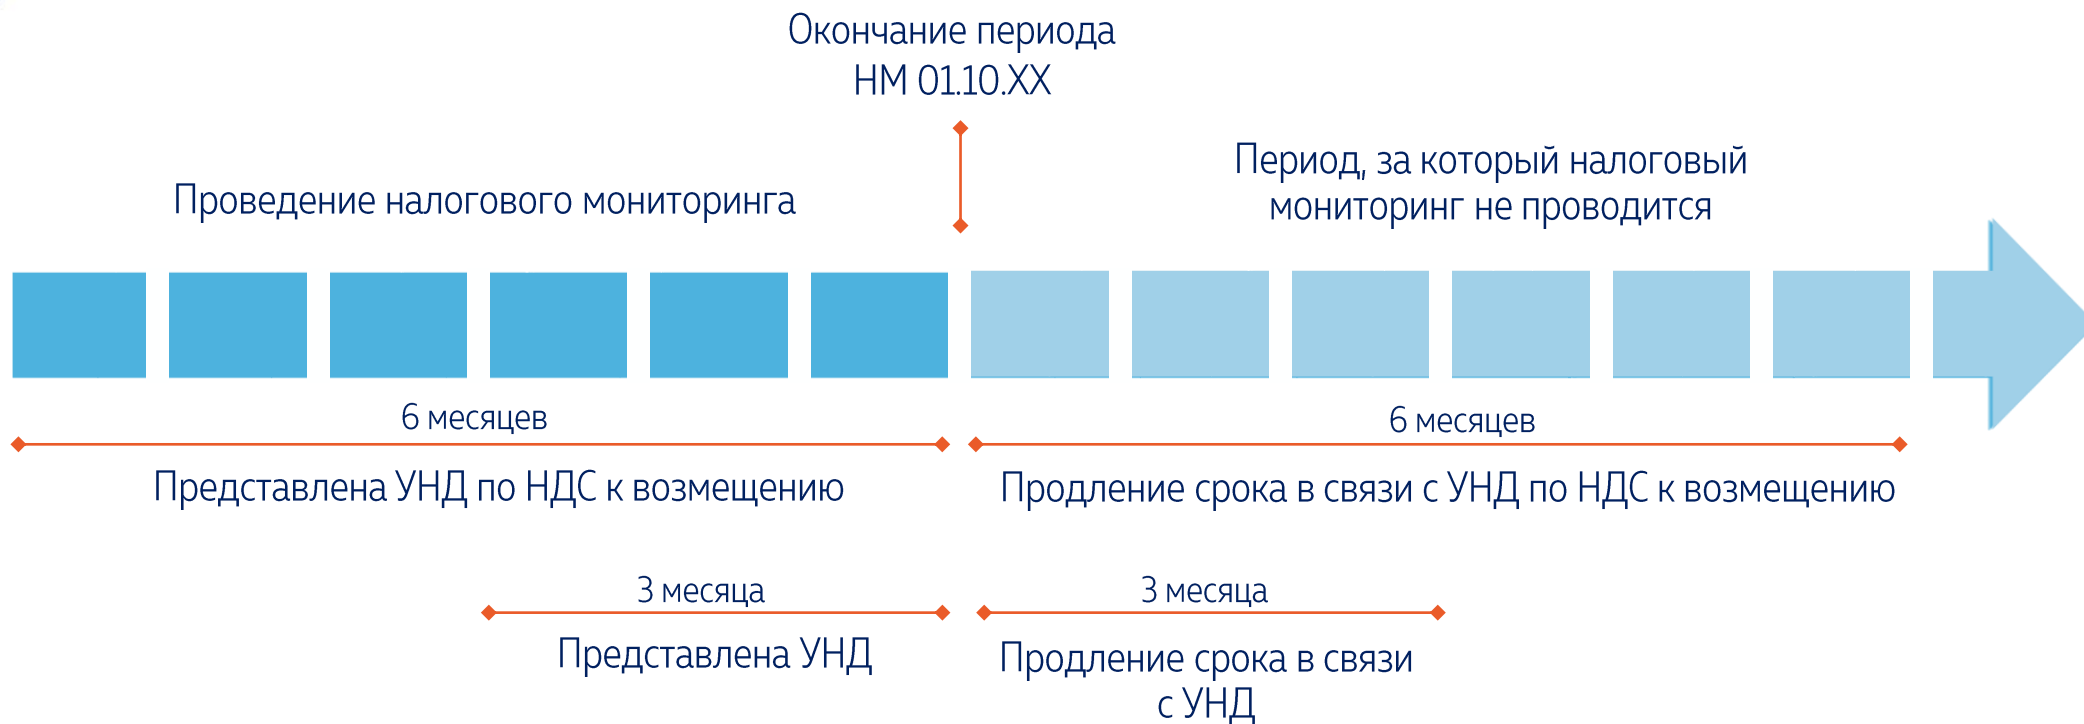 Окончание периода
НМ 01.10.XX
Проведение налогового мониторинга
Период, за который налоговый
мониторинг не проводится
6 месяцев
6 месяцев
Представлена УНД по НДС к возмещению
Продление срока в связи с УНД по НДС к возмещению
3 месяца
3 месяца
Представлена УНД
Продление срока в связи
с УНД